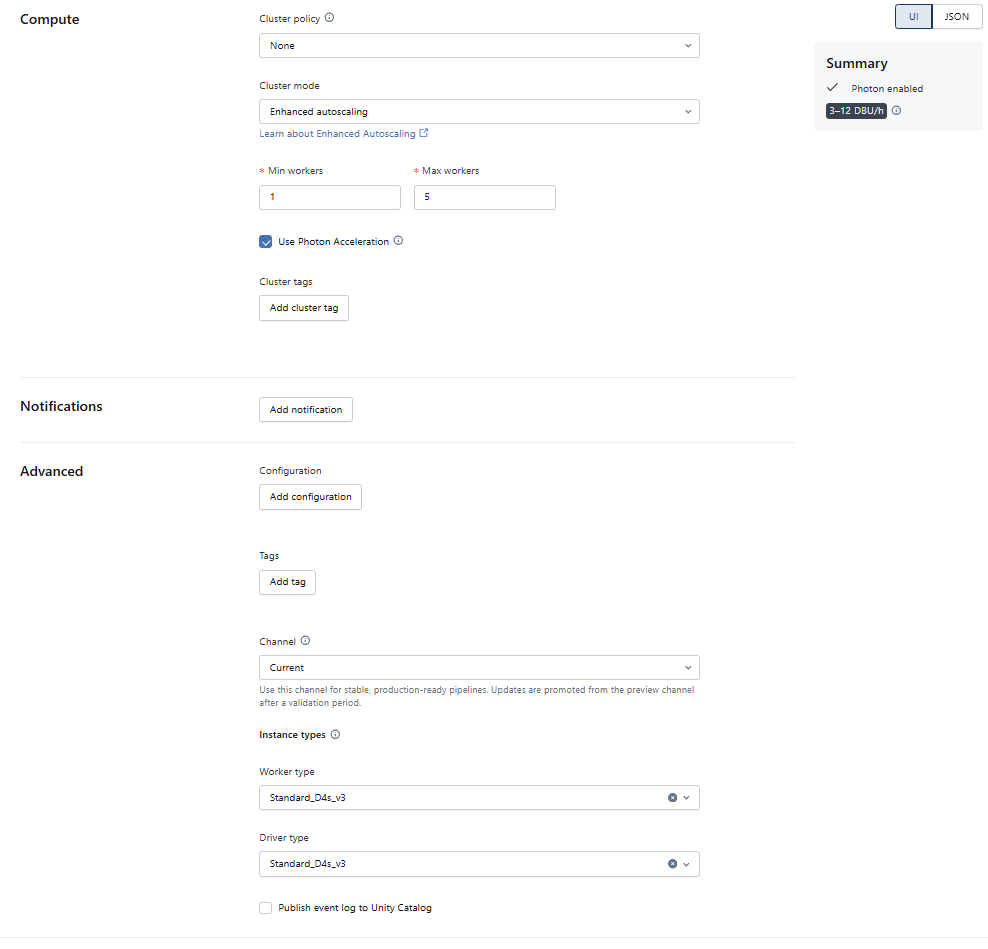 Compute
Cluster policy
None
Cluster mode
Enhanced autoscaling
Learn about Enhanced Autoscaling
* Min workers
* Max workers
1
5
Use Photon Acceleration
Cluster tags
Add cluster tag
UI
JSON
Summary
Photon enabled
3–12 DBU/h
Notifications
Add notification
Advanced
Configuration
Add configuration
Tags
Add tag
Channel
Current
Use this channel for stable, production-ready pipelines. Updates are promoted from the preview channel
after a validation period.
Instance types
Worker type
Standard_D4s_v3
Driver type
Standard_D4s_v3
Publish event log to Unity Catalog